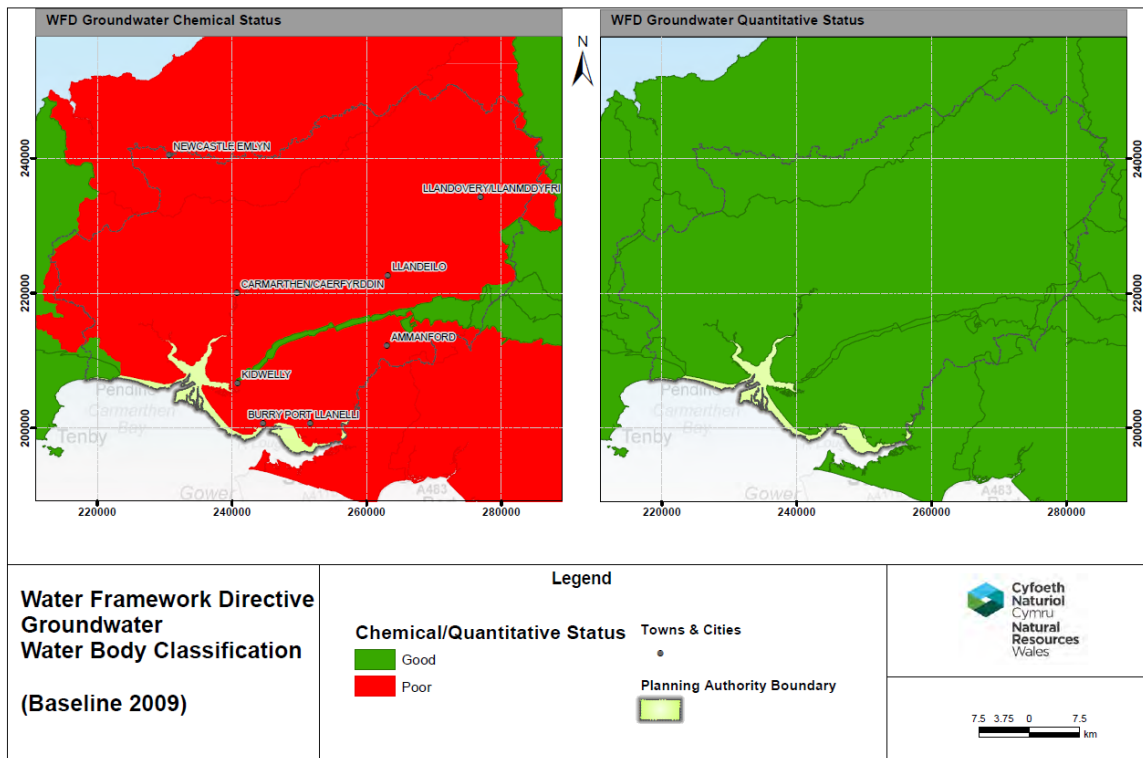 WFD Groundwater Chemical Status
WFD Groundwater Quantitative Status
N
NEWCASTLE EMLYN
LLANDOVERY/LLANMDDYFRI
LLANDEILO
CARMARTHEN/CAERFYRDDIN
AMMANFORD
KIDWELLY
BURRY PORT LLANELLI
Pendine
Carmarthen
Bay
Tenby
Gower
A483
240000
220000
200000
220000
240000
260000
280000
Carmarthen
Bay
Tenby
Gower
A483
240000
220000
200000
220000
240000
260000
280000
Water Framework Directive
Groundwater
Water Body Classification
(Baseline 2009)
Legend
Chemical/Quantitative Status
Good
Poor
Towns & Cities
Planning Authority Boundary
Cyfoeth
Naturiol
Cymru
Natural
Resources
Wales
7.5 3.75 0 7.5
km